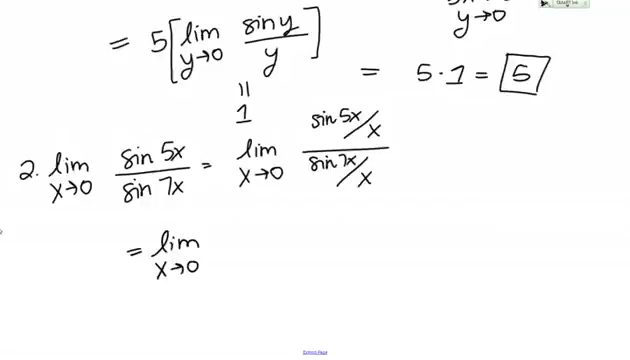 y→0
= 5[lim y→0 sin y / y] = 5 · 1 = 5
=
1
2. lim x→0 sin 5x / sin 7x = lim x→0 (sin 5x / x) / (sin 7x / x)
= lim x→0